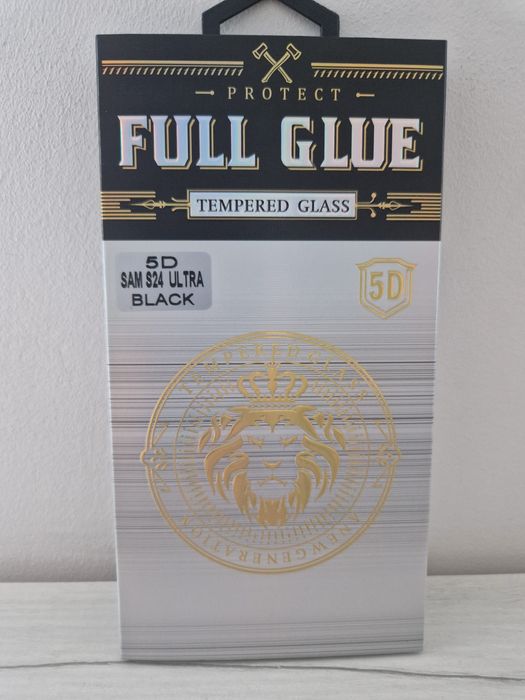 PROTECT
FULL GLUE
TEMPERED GLASS
5D
SAM S24 ULTRA
BLACK
5D
TEMPERED GLASS
A NEW GENERATION